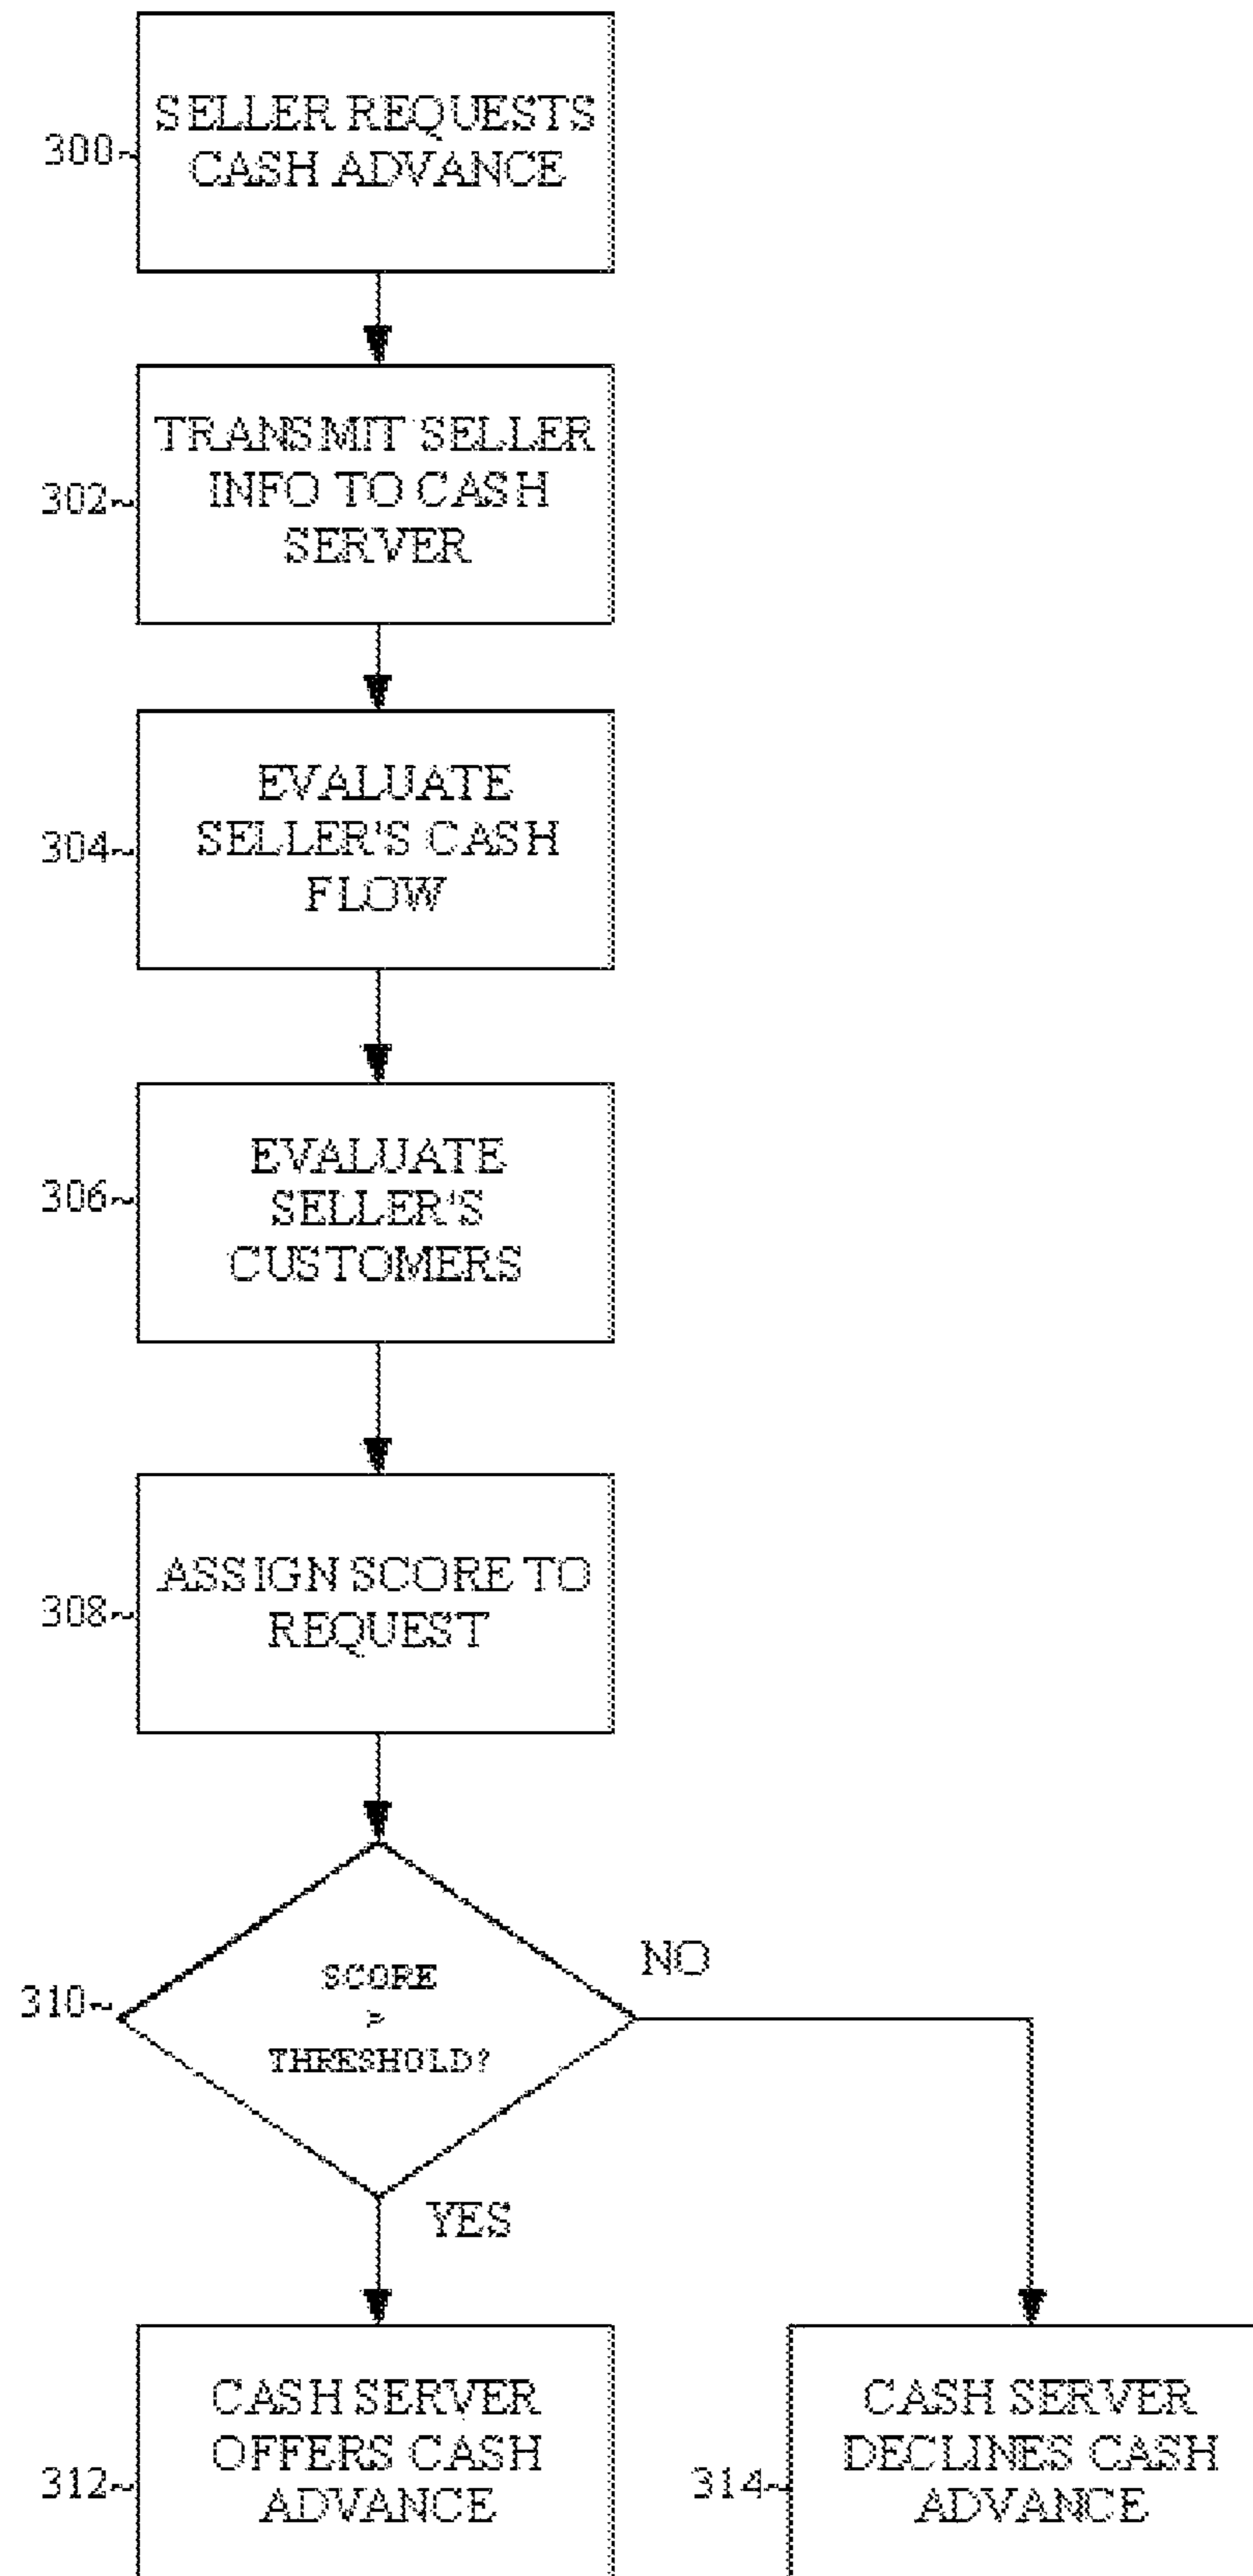 300~
SELLER REQUESTS
CASH ADVANCE
302~
TRANSMIT SELLER
INFO TO CASH
SERVER
304~
EVALUATE
SELLER'S CASH
FLOW
306~
EVALUATE
SELLER'S
CUSTOMERS
308~
ASSIGN SCORE TO
REQUEST
310~
SCORE
>
THRESHOLD?
NO
YES
312~
CASH SERVER
OFFERS CASH
ADVANCE
314~
CASH SERVER
DECLINES CASH
ADVANCE